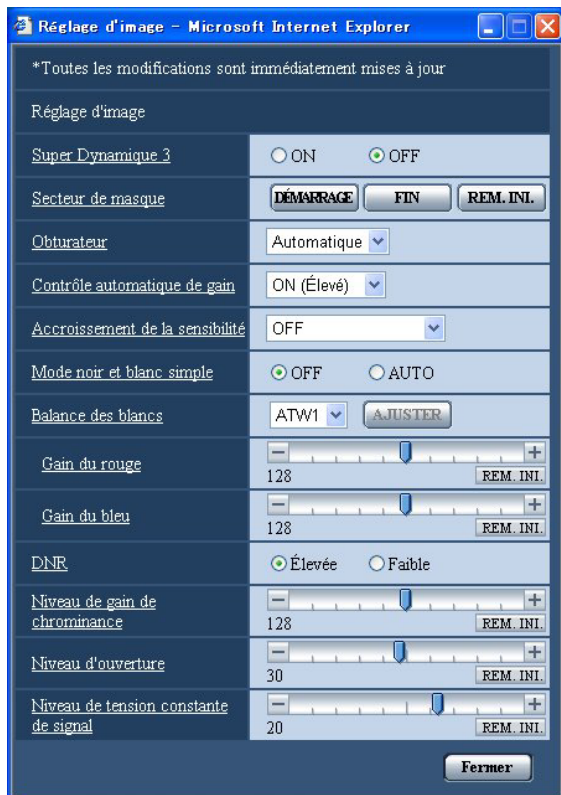 Réglage d'image - Microsoft Internet Explorer
*Toutes les modifications sont immédiatement mises à jour
Réglage d'image
Super Dynamique 3 ON OFF
Secteur de masque DÉMARRAGE FIN REM. INI.
Obturateur Automatique
Contrôle automatique de gain ON (Élevé)
Accroissement de la sensibilité OFF
Mode noir et blanc simple OFF AUTO
Balance des blancs ATW1 AJUSTER
Gain du rouge
128 REM. INI.
Gain du bleu
128 REM. INI.
DNR Élevée Faible
Niveau de gain de
chrominance
128 REM. INI.
Niveau d'ouverture
30 REM. INI.
Niveau de tension constante
de signal
20 REM. INI.
Fermer